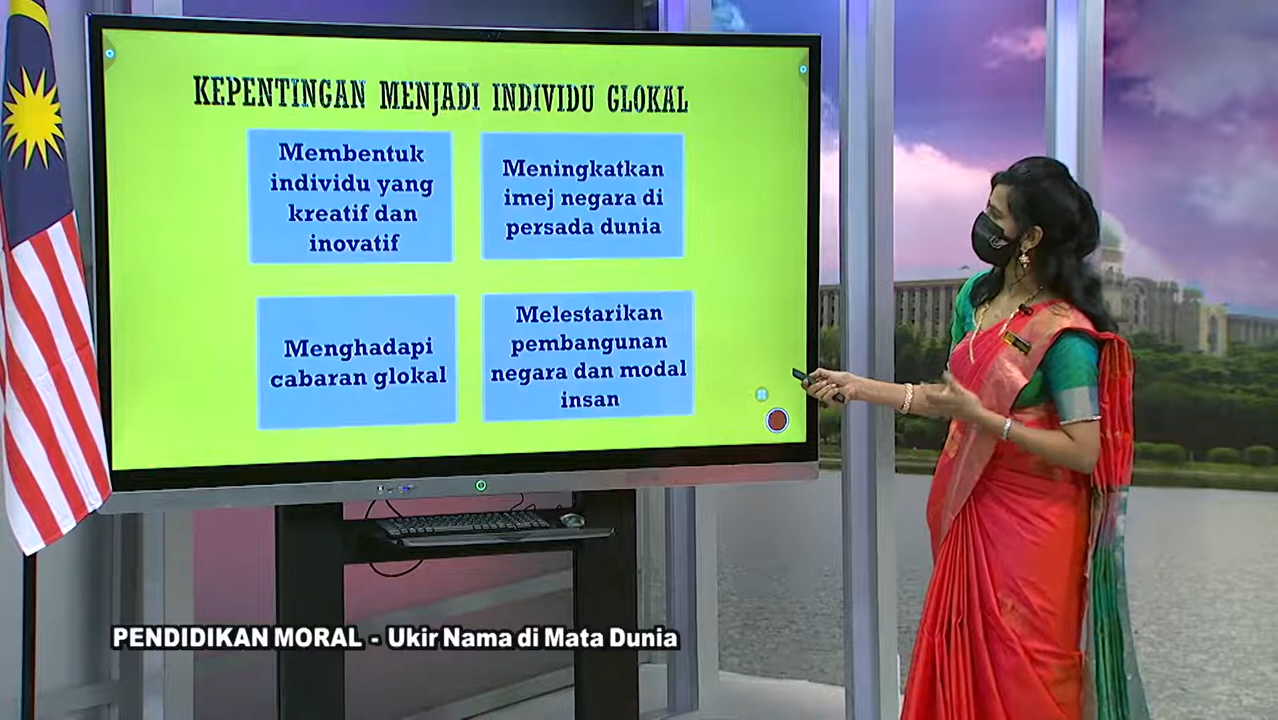 KEPENTINGAN MENJADI INDIVIDU GLOKAL
Membentuk
individu yang
kreatif dan
inovatif
Meningkatkan
imej negara di
persada dunia
Menghadapi
cabaran glokal
Melestarikan
pembangunan
negara dan modal
insan
PENDIDIKAN MORAL - Ukir Nama di Mata Dunia